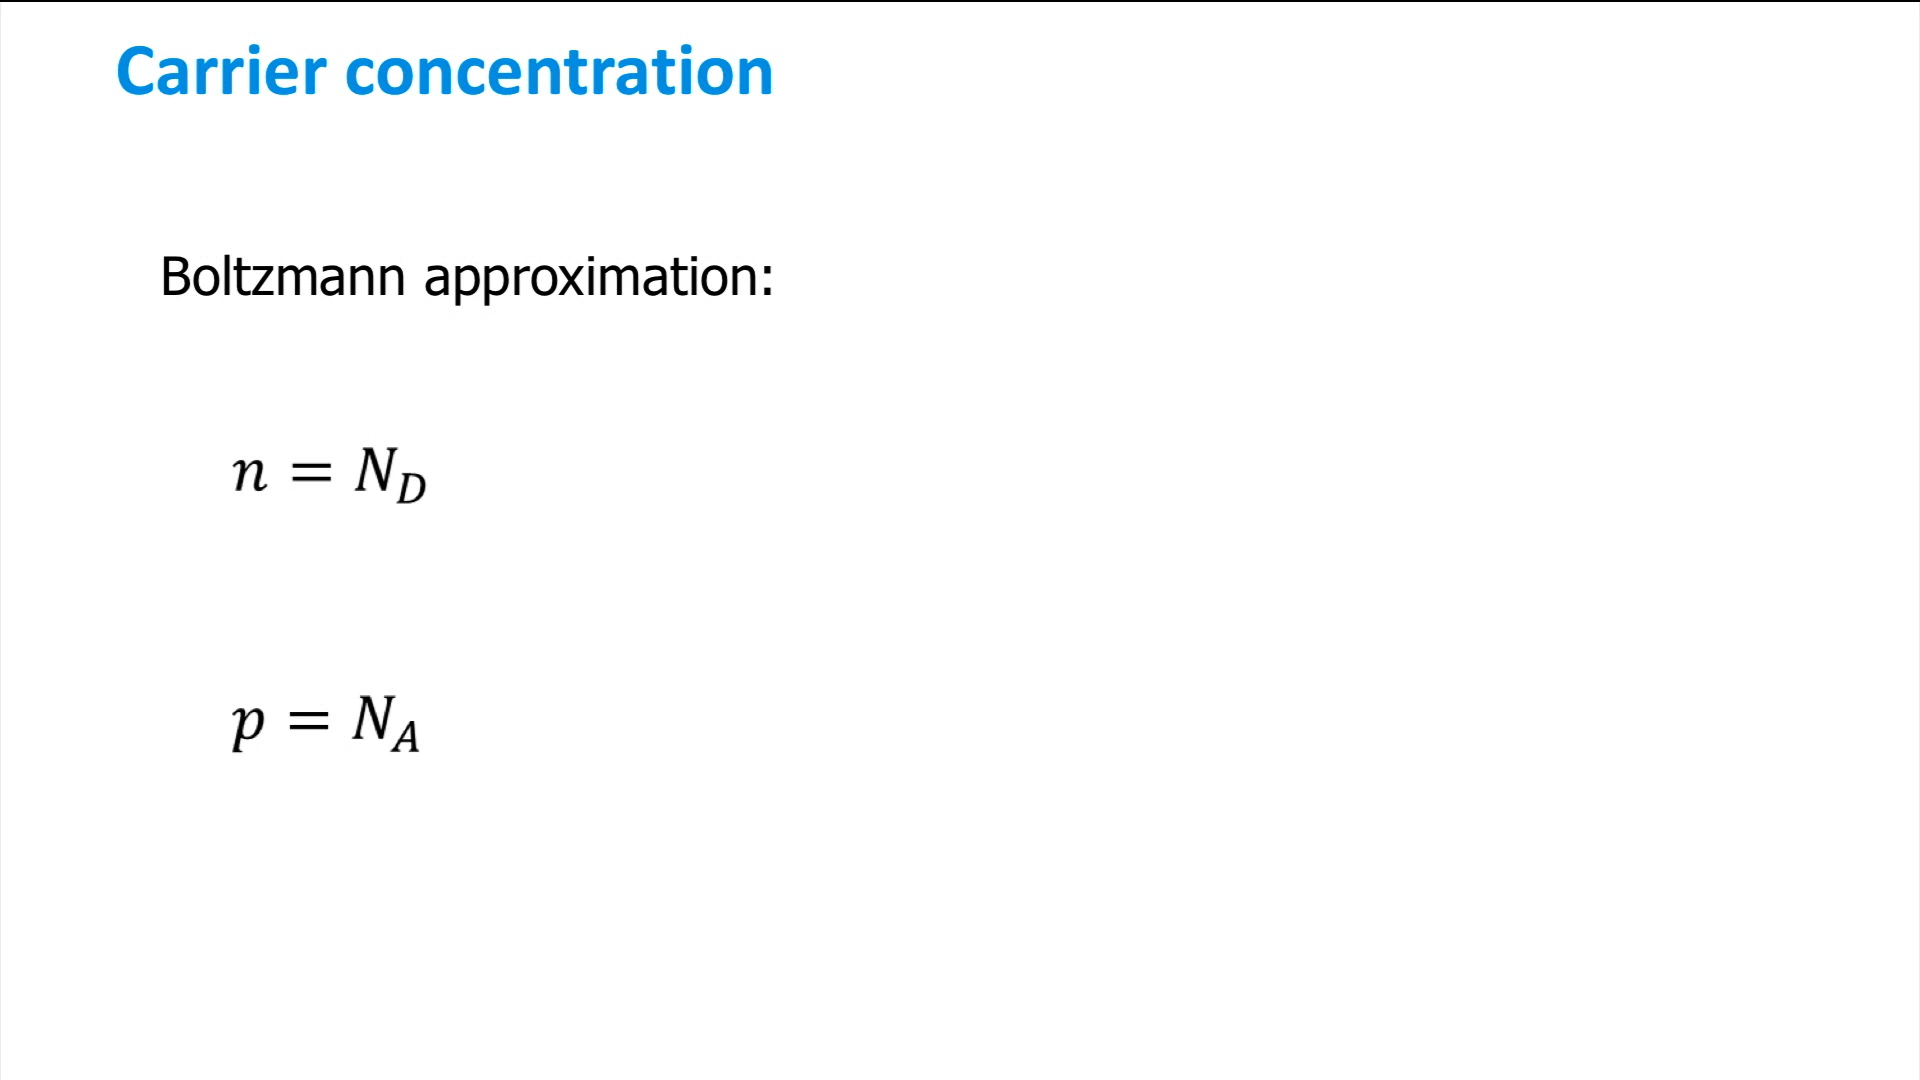 Carrier concentration
Boltzmann approximation:
n = N_D
p = N_A